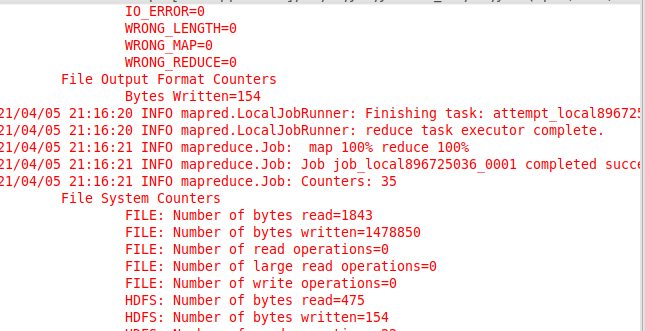 IO_ERROR=0
WRONG_LENGTH=0
WRONG_MAP=0
WRONG_REDUCE=0
File Output Format Counters
Bytes Written=154
21/04/05 21:16:20 INFO mapred.LocalJobRunner: Finishing task: attempt_local896725
21/04/05 21:16:20 INFO mapred.LocalJobRunner: reduce task executor complete.
21/04/05 21:16:21 INFO mapreduce.Job:  map 100% reduce 100%
21/04/05 21:16:21 INFO mapreduce.Job: Job job_local896725036_0001 completed succe
21/04/05 21:16:21 INFO mapreduce.Job: Counters: 35
File System Counters
FILE: Number of bytes read=1843
FILE: Number of bytes written=1478850
FILE: Number of read operations=0
FILE: Number of large read operations=0
FILE: Number of write operations=0
HDFS: Number of bytes read=475
HDFS: Number of bytes written=154